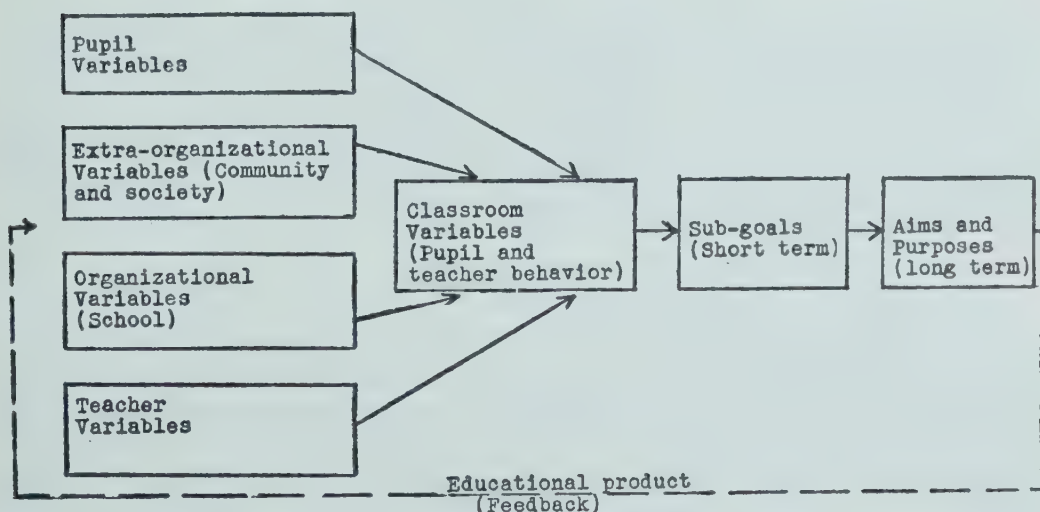 Pupil
Variables
Extra-organizational
Variables (Community
and society)
Organizational
Variables
(School)
Teacher
Variables
Classroom
Variables
(Pupil and
teacher behavior)
Sub-goals
(Short term)
Aims and
Purposes
(long term)
Educational product
(Feedback)